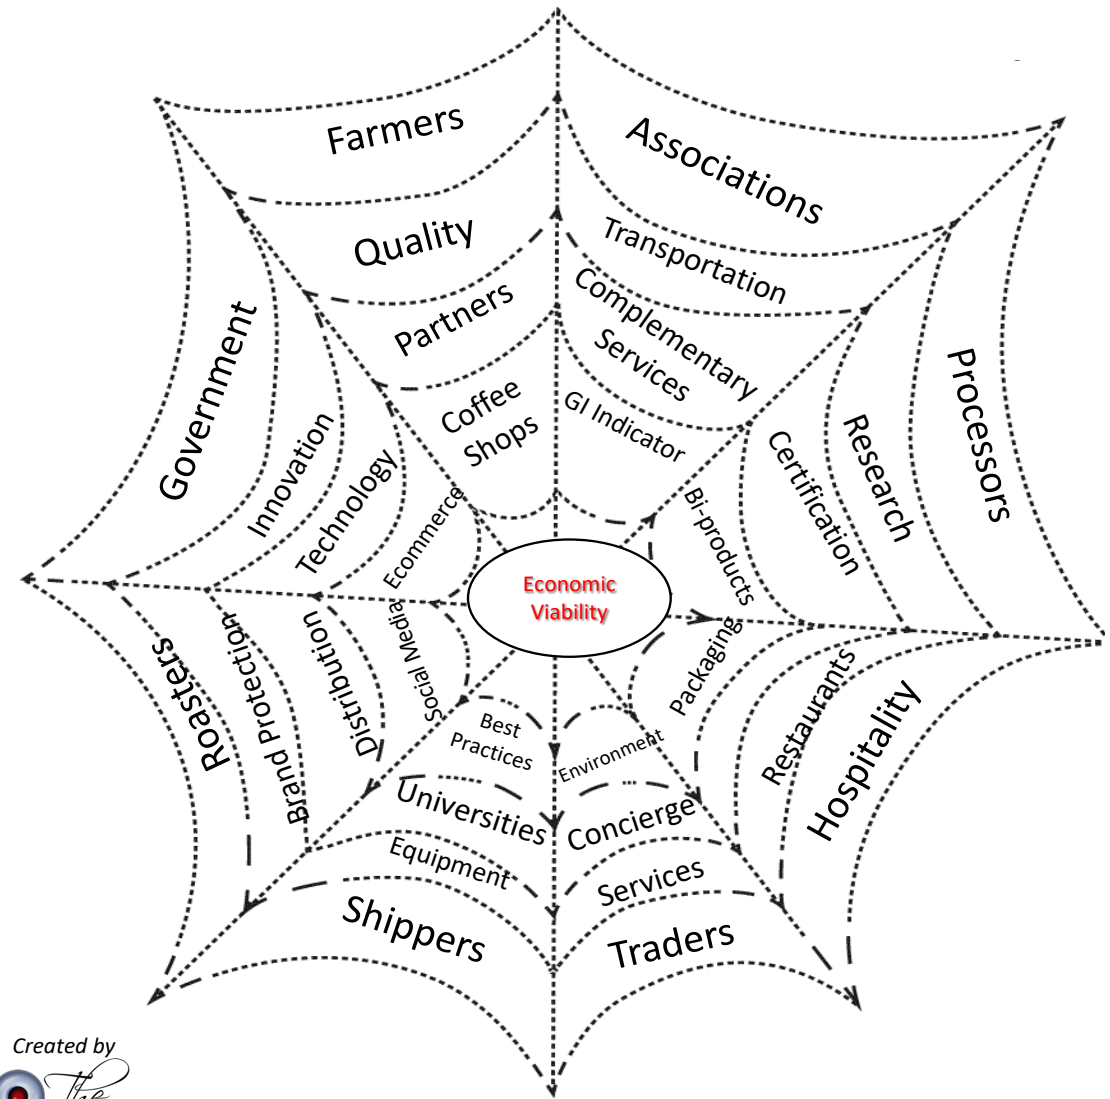 Farmers
Quality
Partners
Coffee
Shops
Associations
Transportation
Complementary
Services
GI Indicator
Processors
Research
Certification
Bi-products
Hospitality
Restaurants
Packaging
Traders
Services
Concierge
Environment
Shippers
Equipment
Universities
Best
Practices
Roasters
Brand Protection
Distribution
Social Media
Government
Innovation
Technology
Ecommerce
Economic
Viability
Created by
The